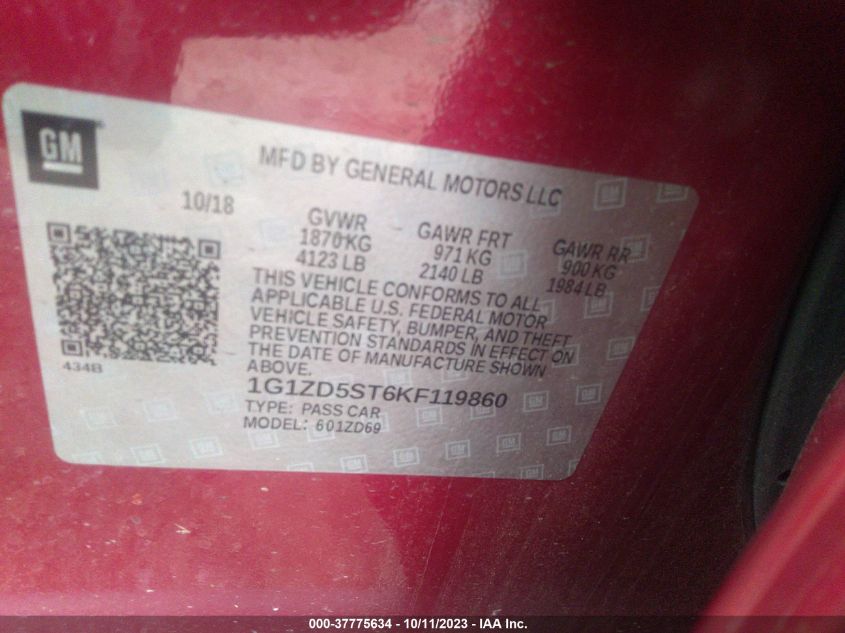 GM
MFD BY GENERAL MOTORS LLC
10/18
GVWR
1870 KG
4123 LB
GAWR FRT
971 KG
2140 LB
GAWR RR
900 KG
1984 LB
THIS VEHICLE CONFORMS TO ALL
APPLICABLE U.S. FEDERAL MOTOR
VEHICLE SAFETY, BUMPER, AND THEFT
PREVENTION STANDARDS IN EFFECT ON
THE DATE OF MANUFACTURE SHOWN
ABOVE.
434B
1G1ZD5ST6KF119860
TYPE: PASS CAR
MODEL: 601ZD69
000-37775634 - 10/11/2023 - IAA Inc.